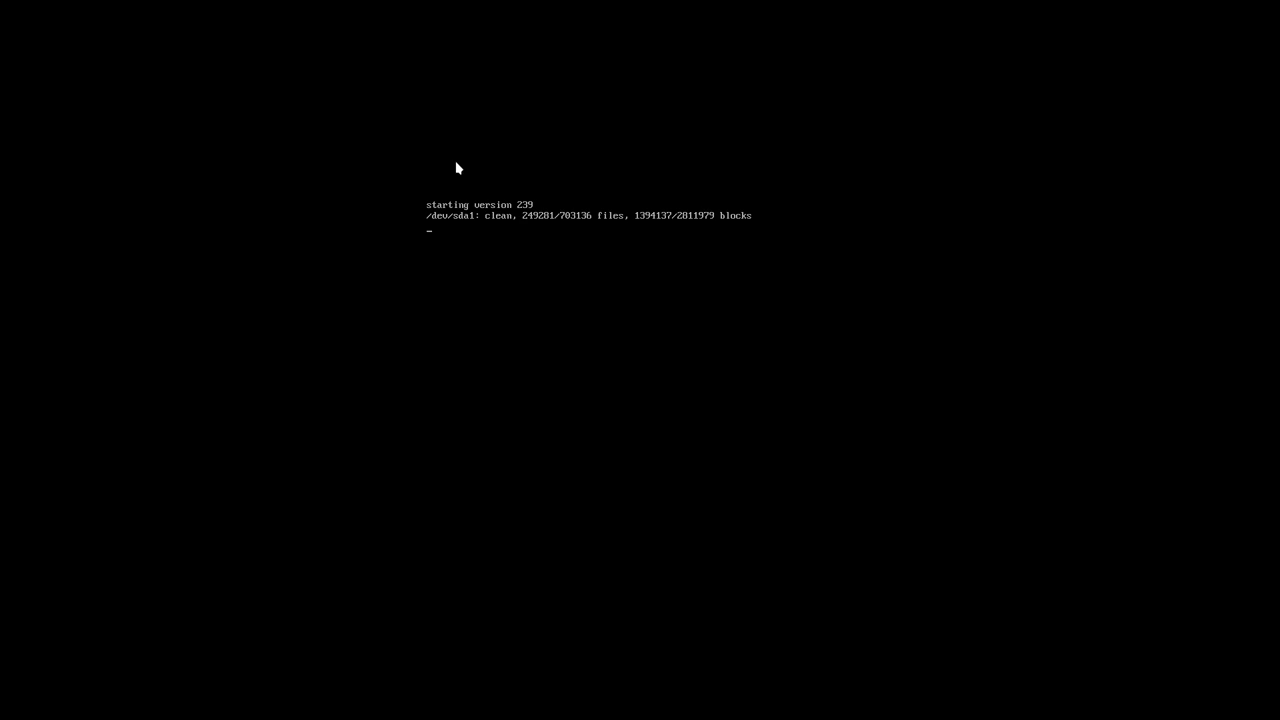 starting version 239
/dev/sda1: clean, 249281/703136 files, 1394137/2811979 blocks